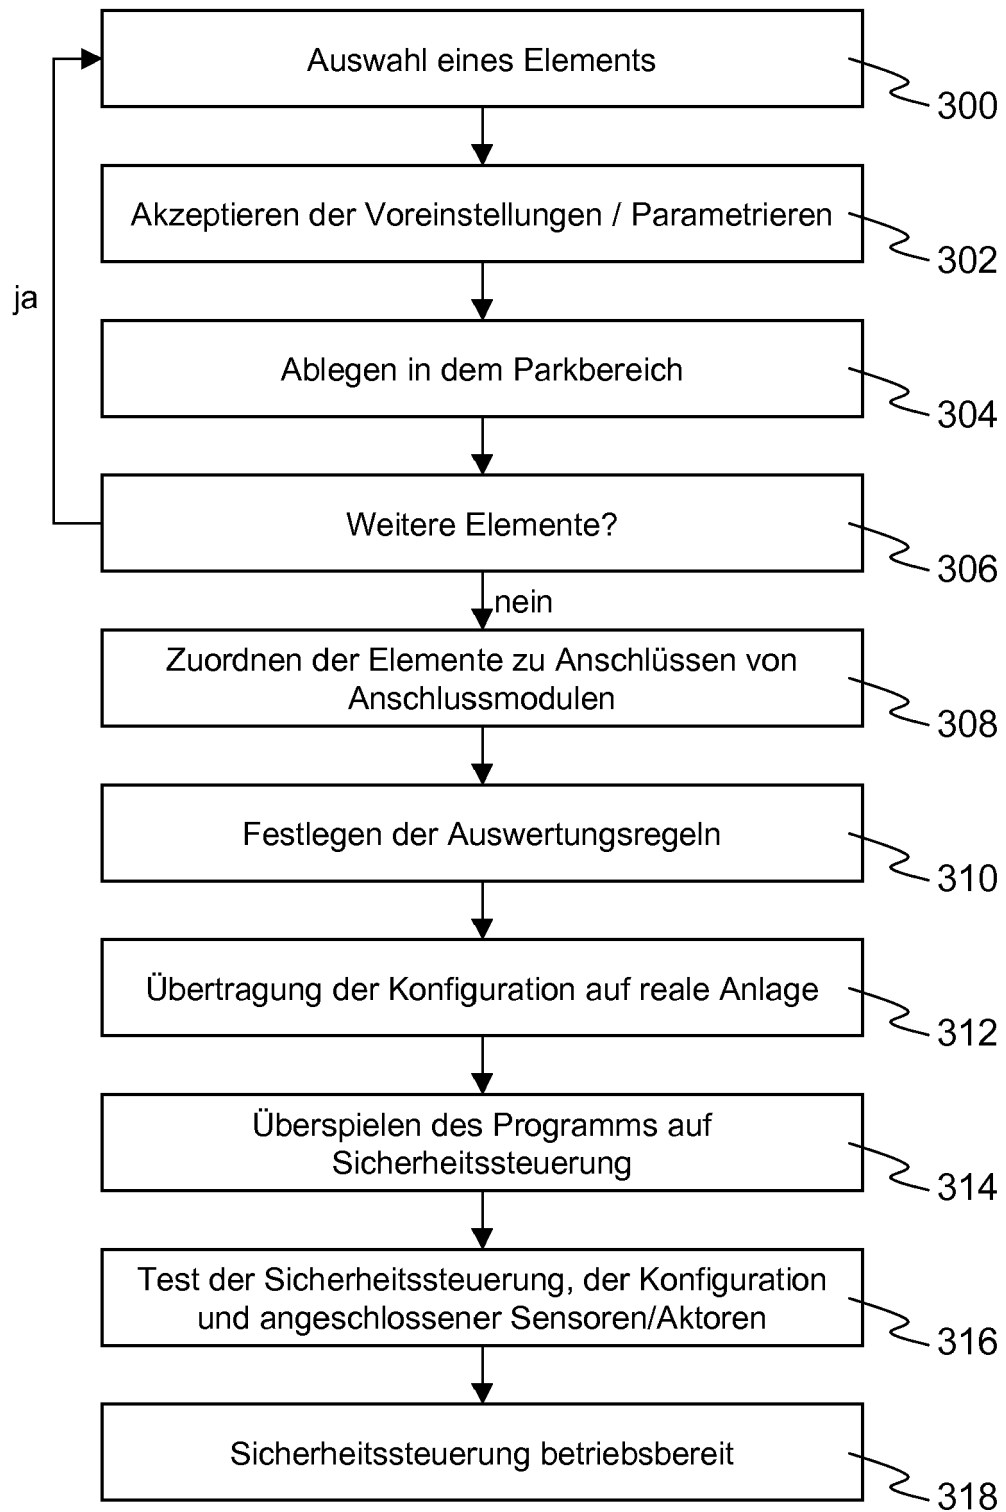 Auswahl eines Elements
300
Akzeptieren der Voreinstellungen / Parametrieren
302
ja
Ablegen in dem Parkbereich
304
Weitere Elemente?
306
nein
Zuordnen der Elemente zu Anschlüssen von
Anschlussmodulen
308
Festlegen der Auswertungsregeln
310
Übertragung der Konfiguration auf reale Anlage
312
Überspielen des Programms auf
Sicherheitssteuerung
314
Test der Sicherheitssteuerung, der Konfiguration
und angeschlossener Sensoren/Aktoren
316
Sicherheitssteuerung betriebsbereit
318